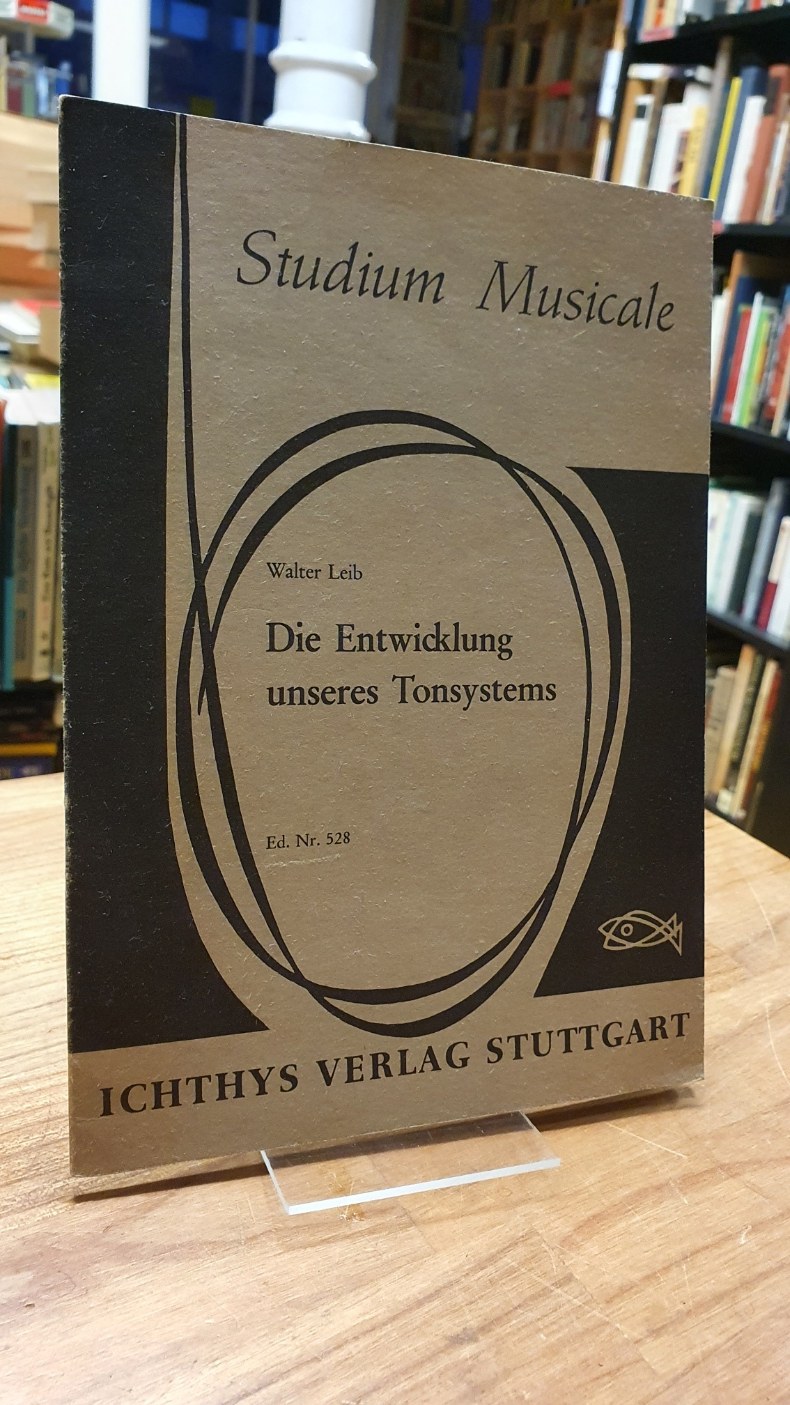 Studium Musicale
Walter Leib
Die Entwicklung
unseres Tonsystems
Ed. Nr. 528
ICHTHYS VERLAG STUTTGART